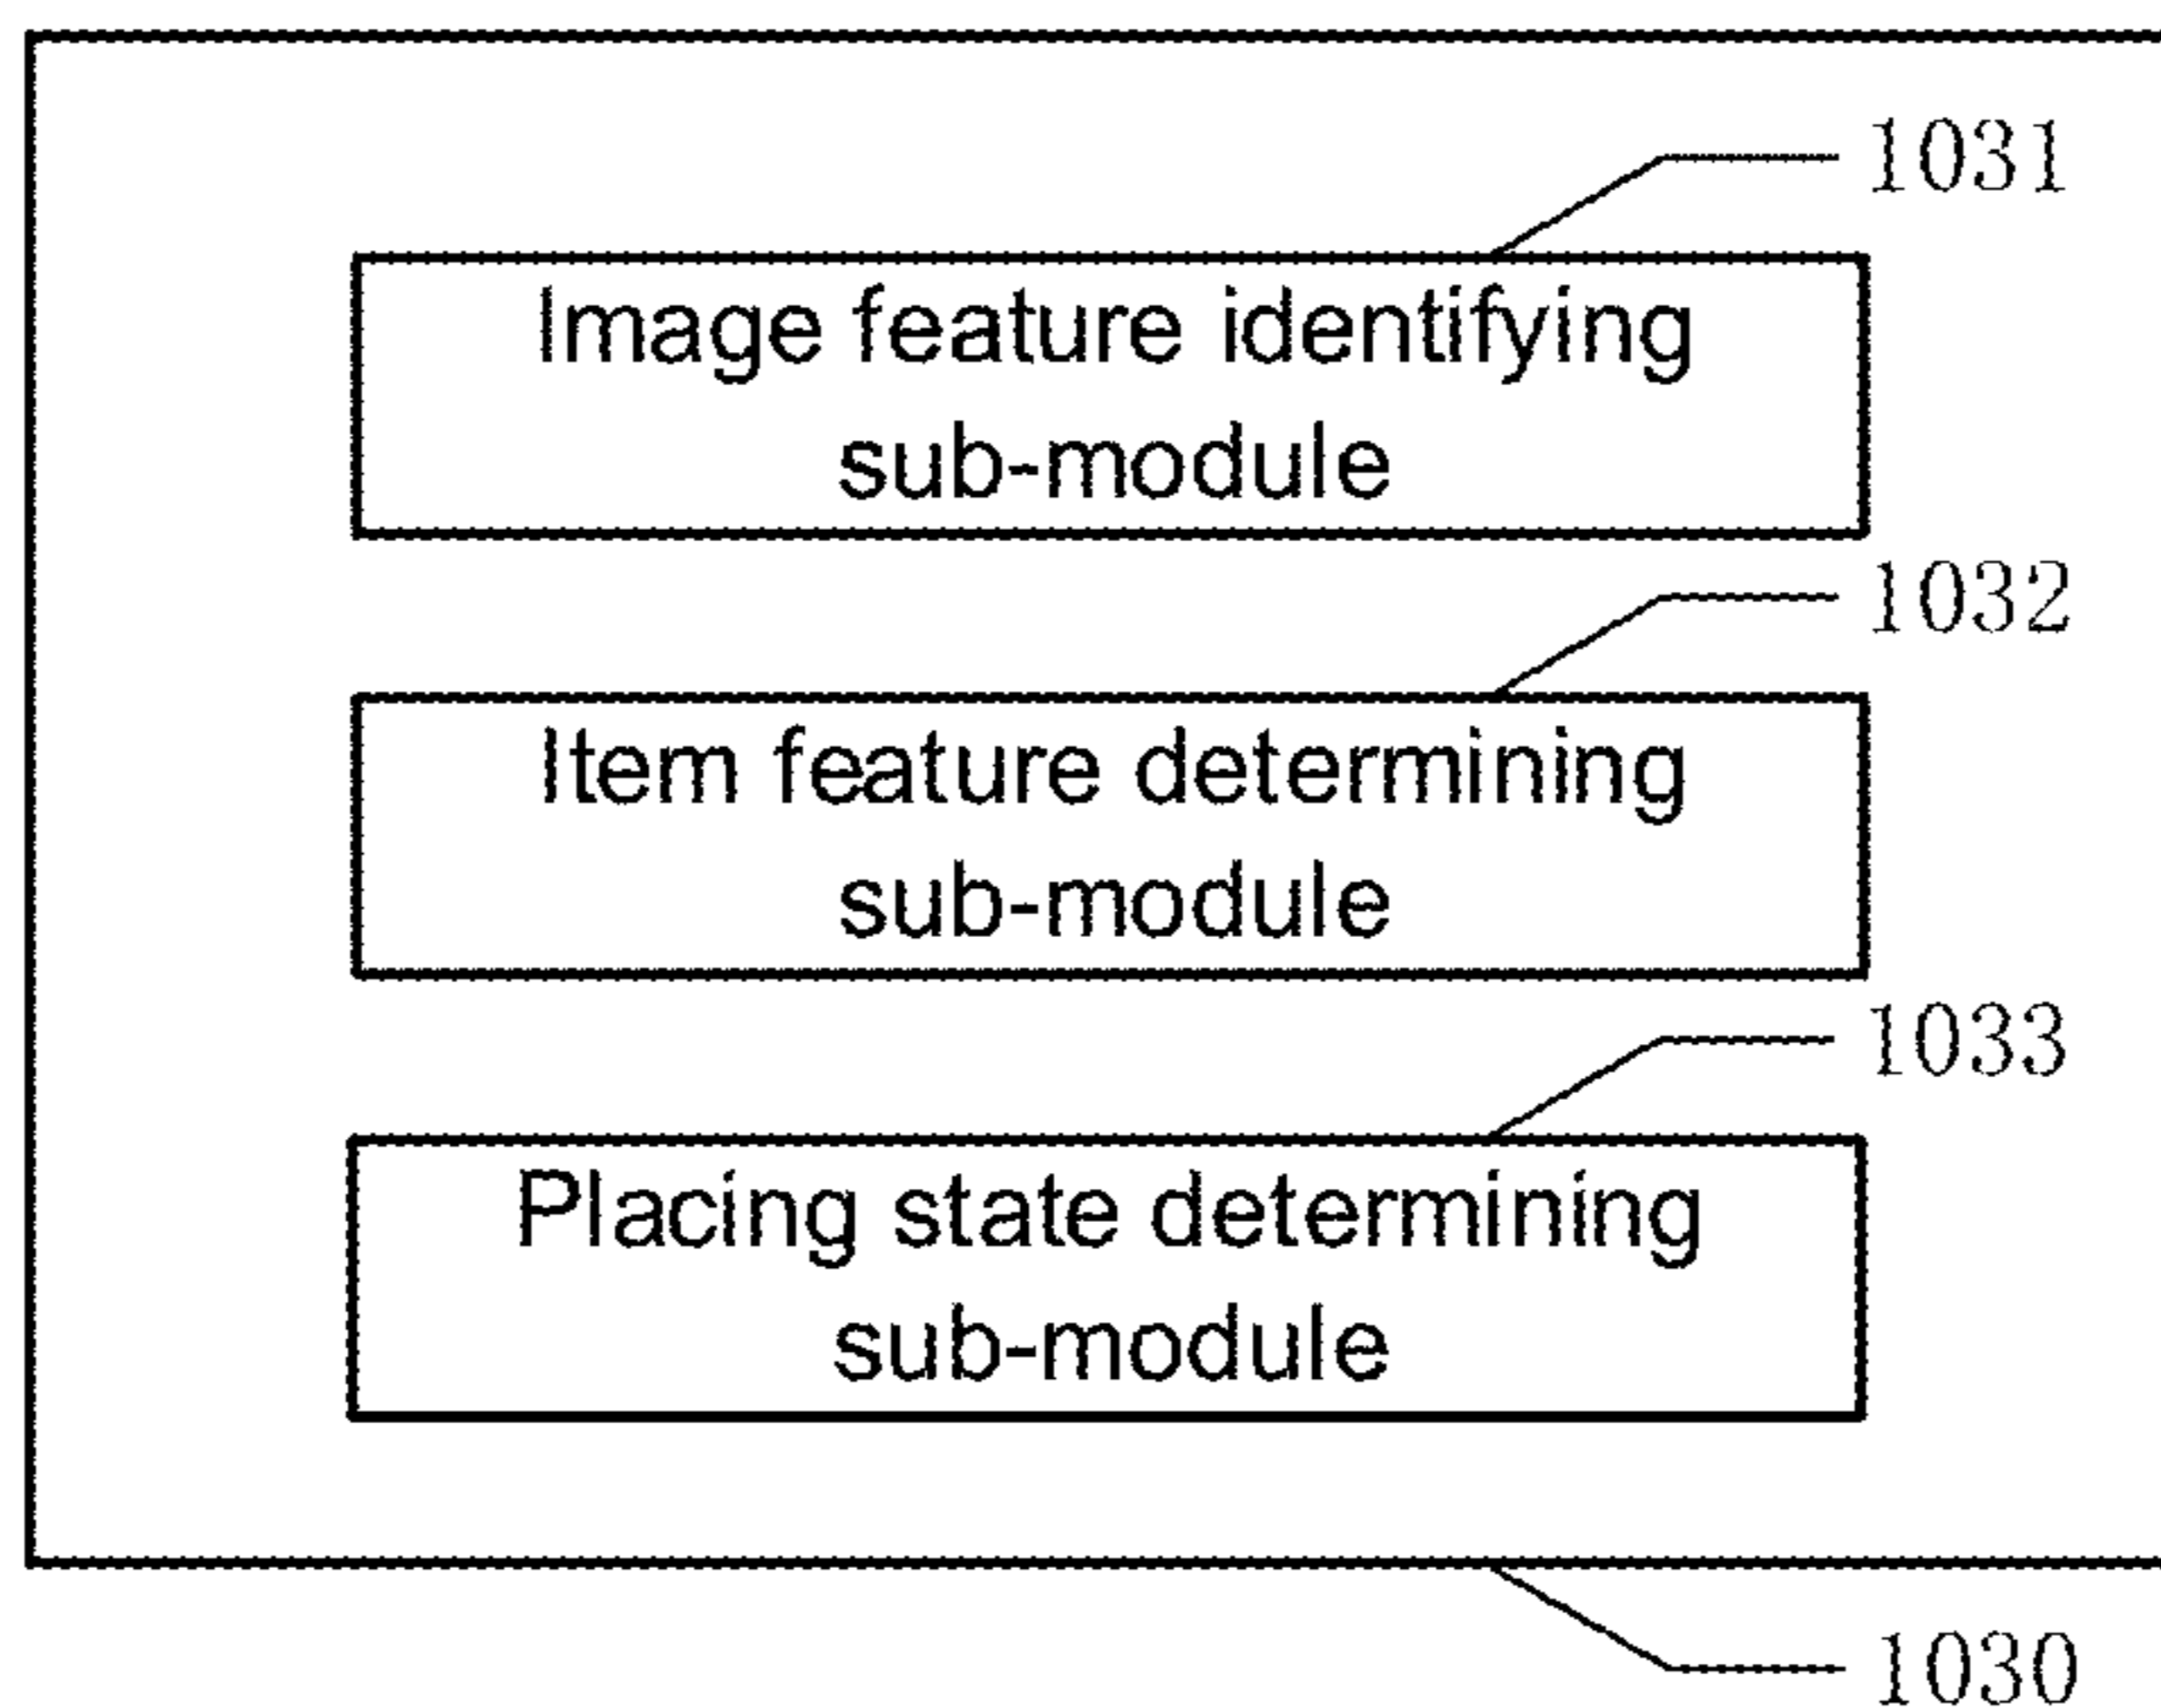 1031
Image feature identifying
sub-module
1032
Item feature determining
sub-module
1033
Placing state determining
sub-module
1030